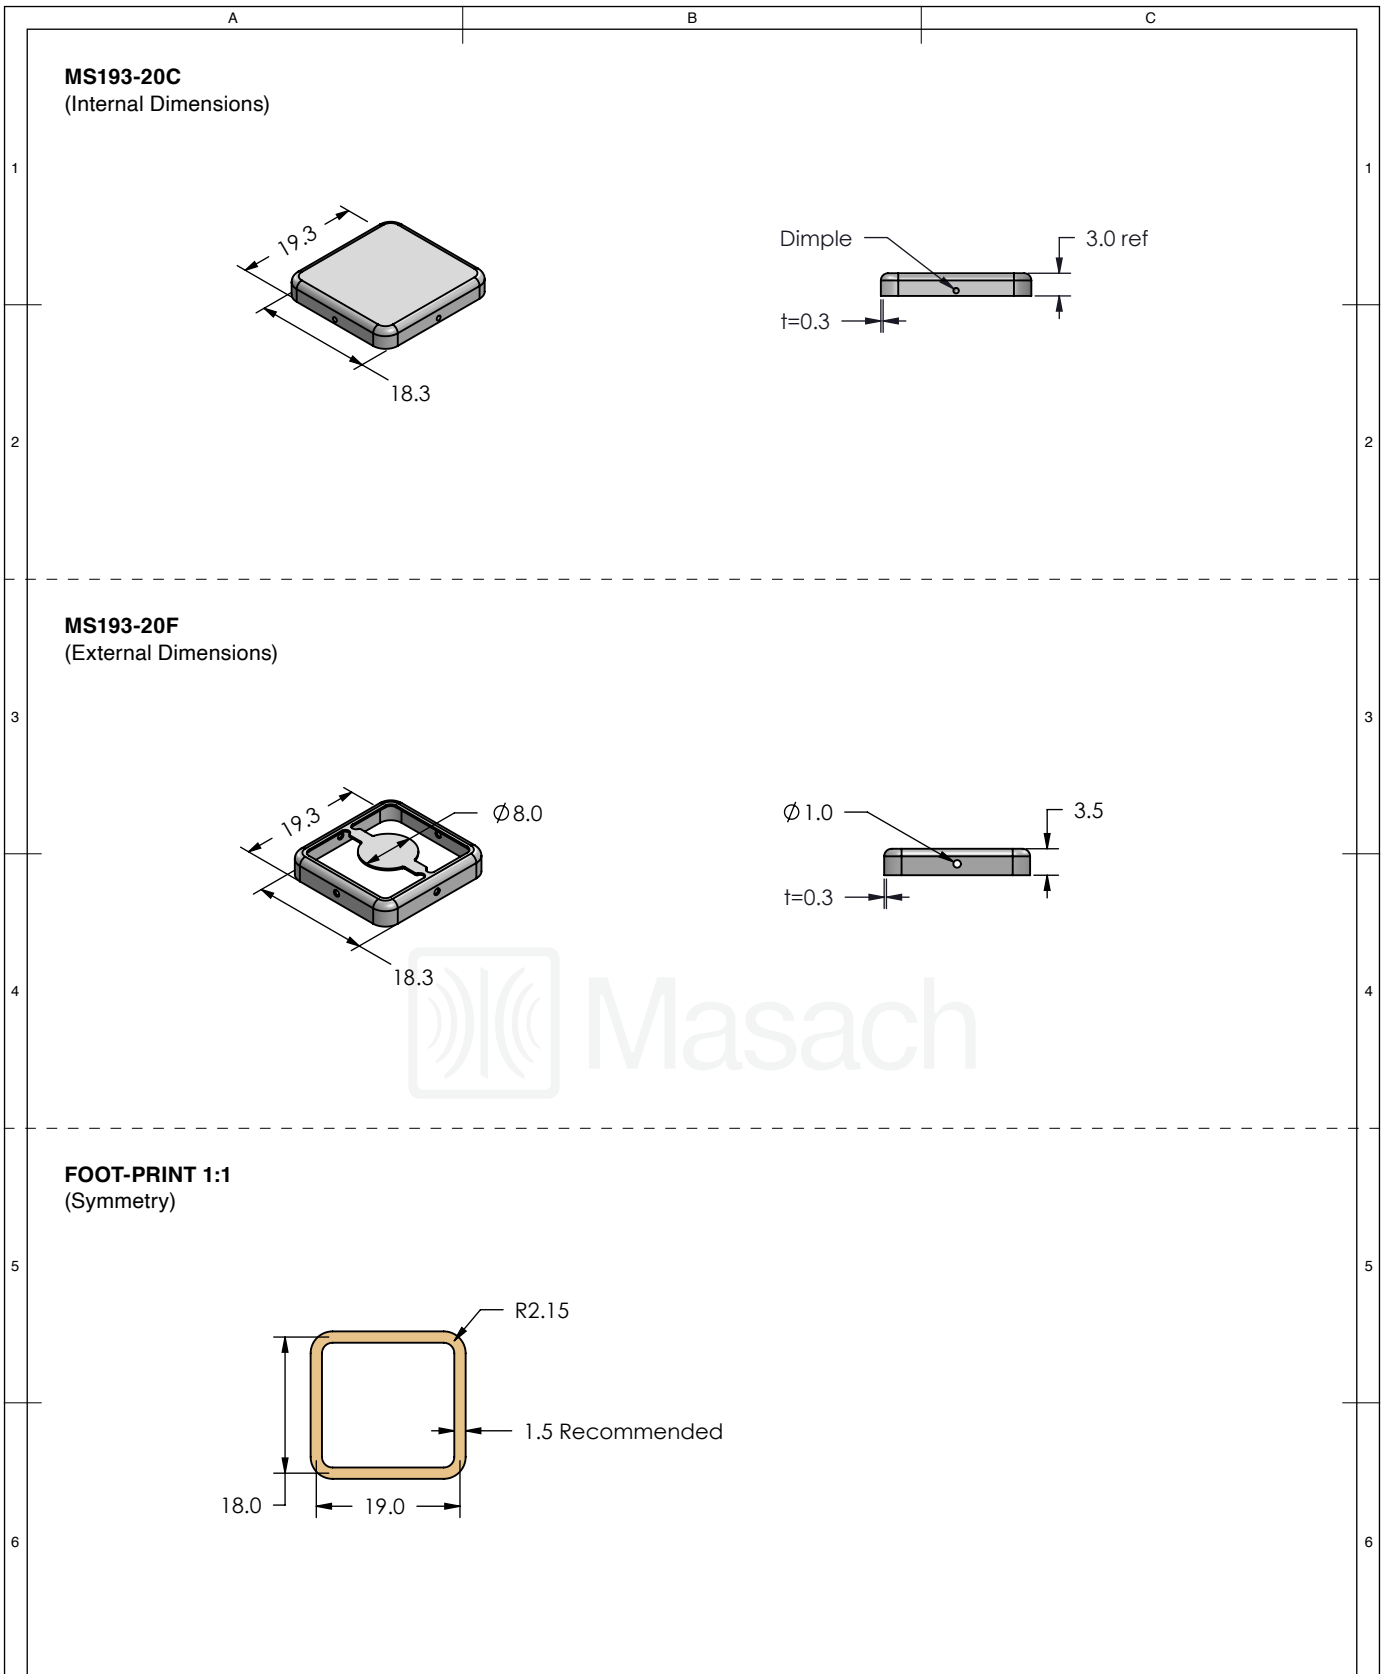 A B C
MS193-20C
(Internal Dimensions)
1 1
19.3
Dimple
3.0 ref
t=0.3
18.3
2 2
MS193-20F
(External Dimensions)
3 3
19.3
Ø8.0
Ø1.0
3.5
t=0.3
18.3
4 4
Masach
FOOT-PRINT 1:1
(Symmetry)
5 5
R2.15
1.5 Recommended
18.0
19.0
6 6